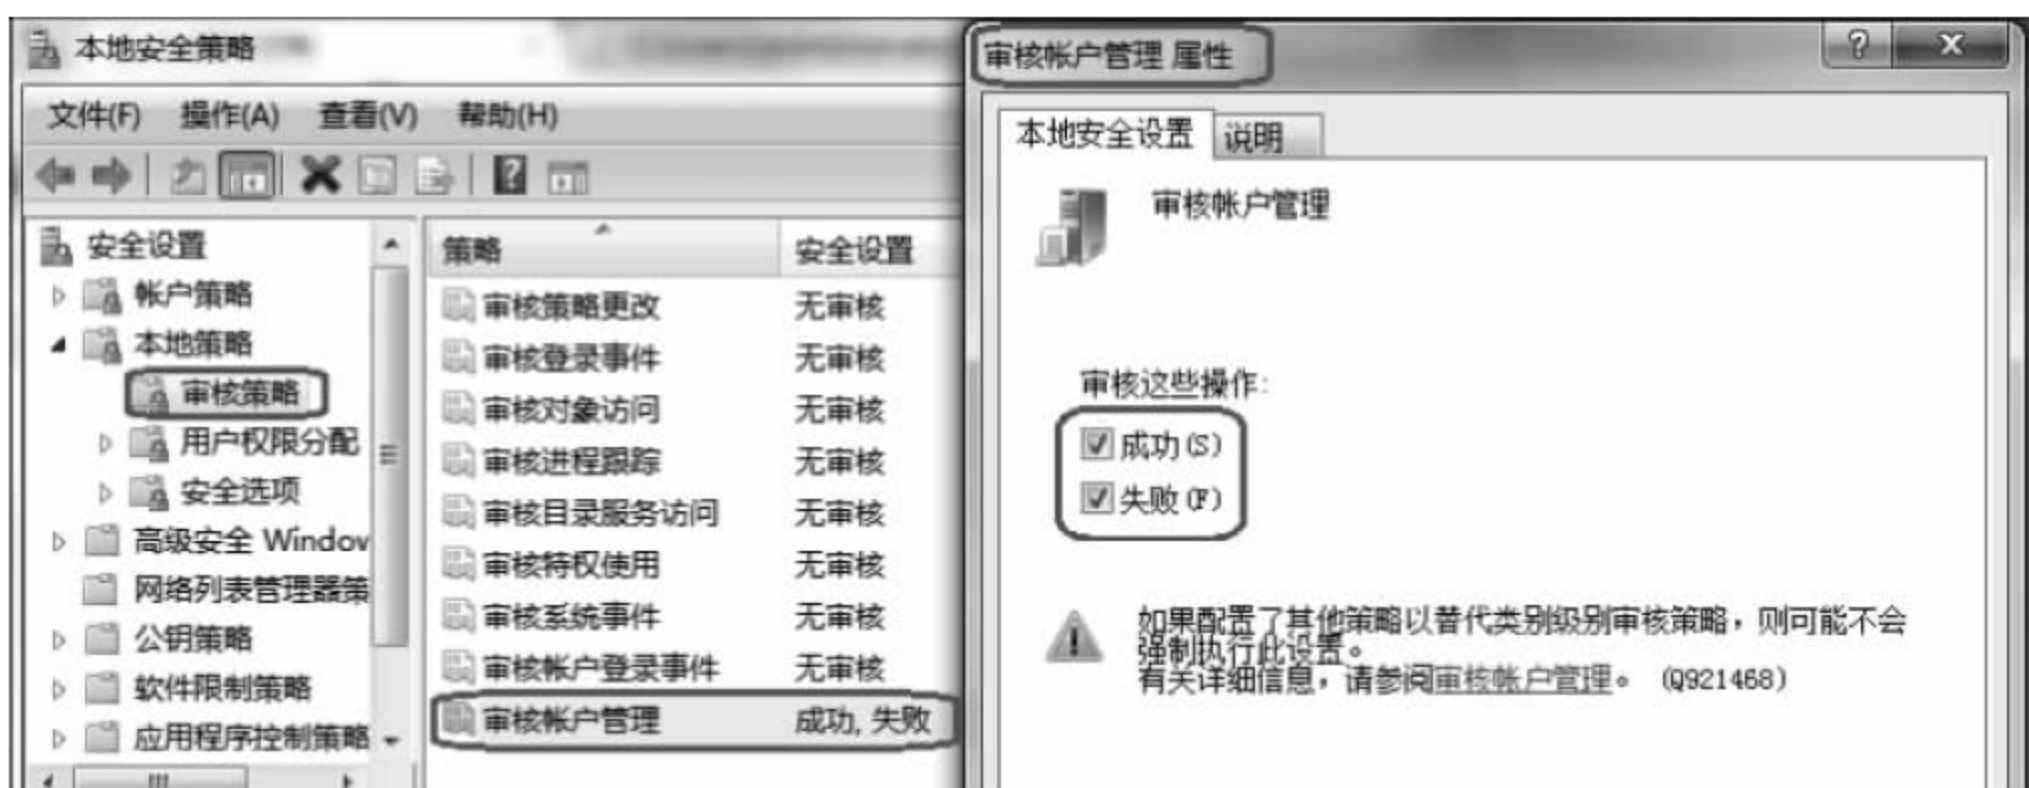 本地安全策略
文件(F) 操作(A) 查看(V) 帮助(H)
安全设置
帐户策略
本地策略
审核策略
用户权限分配
安全选项
高级安全 Window
网络列表管理器策
公钥策略
软件限制策略
应用程序控制策略
策略 安全设置
审核策略更改 无审核
审核登录事件 无审核
审核对象访问 无审核
审核进程跟踪 无审核
审核目录服务访问 无审核
审核特权使用 无审核
审核系统事件 无审核
审核帐户登录事件 无审核
审核帐户管理 成功, 失败
审核帐户管理 属性
本地安全设置 说明
审核帐户管理
审核这些操作:
成功(S)
失败(F)
如果配置了其他策略以替代类别级别审核策略，则可能不会
强制执行此设置。
有关详细信息，请参阅审核帐户管理。 (Q921468)